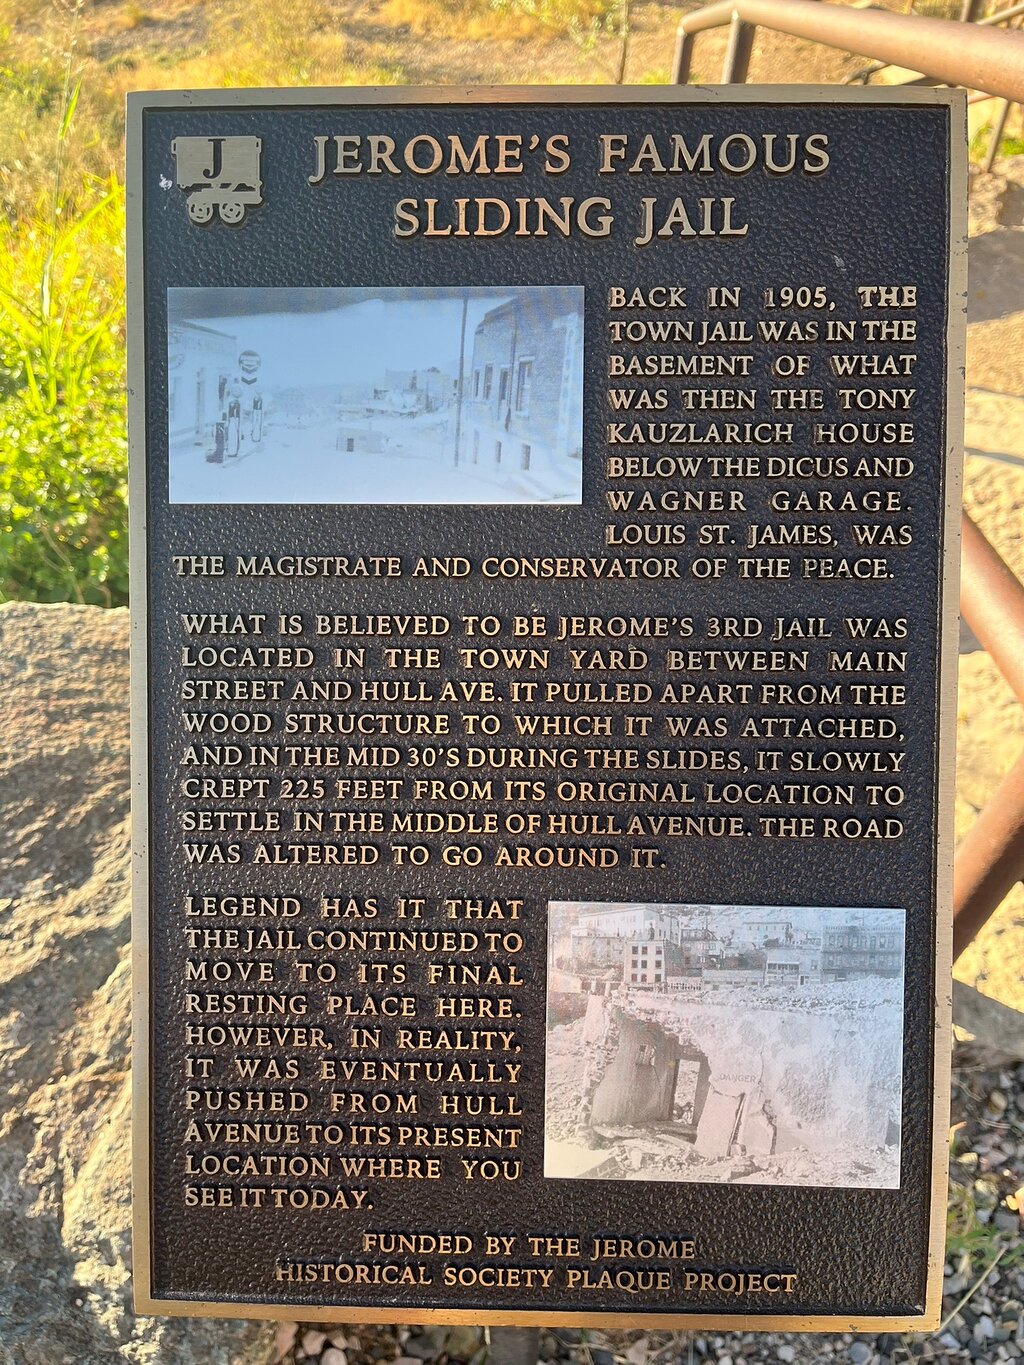 J
JEROME'S FAMOUS
SLIDING JAIL
BACK IN 1905, THE
TOWN JAIL WAS IN THE
BASEMENT OF WHAT
WAS THEN THE TONY
KAUZLARICH HOUSE
BELOW THE DICUS AND
WAGNER GARAGE.
LOUIS ST. JAMES, WAS
THE MAGISTRATE AND CONSERVATOR OF THE PEACE.
WHAT IS BELIEVED TO BE JEROME'S 3RD JAIL WAS
LOCATED IN THE TOWN YARD BETWEEN MAIN
STREET AND HULL AVE. IT PULLED APART FROM THE
WOOD STRUCTURE TO WHICH IT WAS ATTACHED,
AND IN THE MID 30'S DURING THE SLIDES, IT SLOWLY
CREPT 225 FEET FROM ITS ORIGINAL LOCATION TO
SETTLE IN THE MIDDLE OF HULL AVENUE. THE ROAD
WAS ALTERED TO GO AROUND IT.
LEGEND HAS IT THAT
THE JAIL CONTINUED TO
MOVE TO ITS FINAL
RESTING PLACE HERE.
HOWEVER, IN REALITY,
IT WAS EVENTUALLY
PUSHED FROM HULL
AVENUE TO ITS PRESENT
LOCATION WHERE YOU
SEE IT TODAY.
DANGER
FUNDED BY THE JEROME
HISTORICAL SOCIETY PLAQUE PROJECT